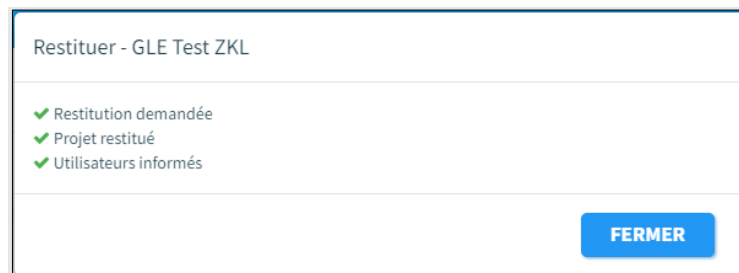 Restituer - GLE Test ZKL
Restitution demandée
Projet restitué
Utilisateurs informés
FERMER